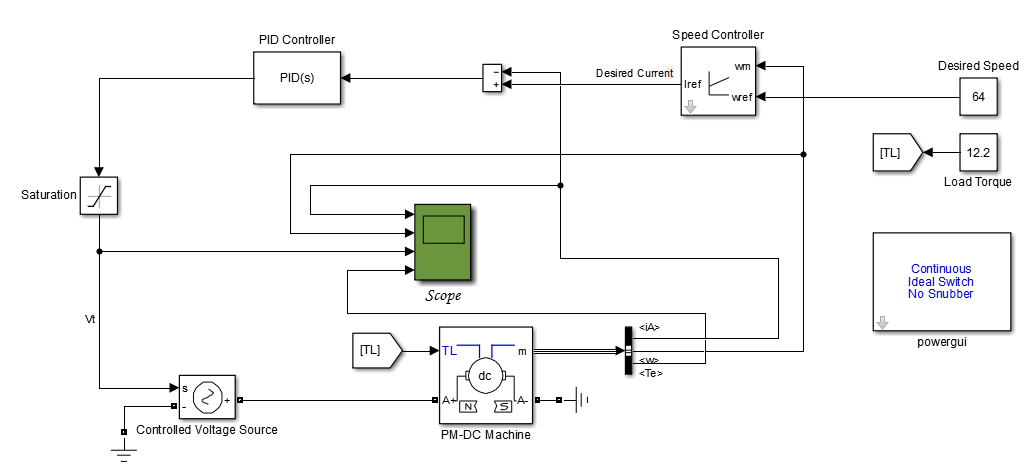 PID Controller
PID(s)
−
+
Desired Current
Speed Controller
Iref
wm
wref
Desired Speed
64
[TL]
12.2
Load Torque
Saturation
Scope
Continuous
Ideal Switch
No Snubber
powergui
Vt
[TL]
TL
m
dc
A+
N
S
A-
PM-DC Machine
<iA>
<w>
<Te>
s
-
+
Controlled Voltage Source